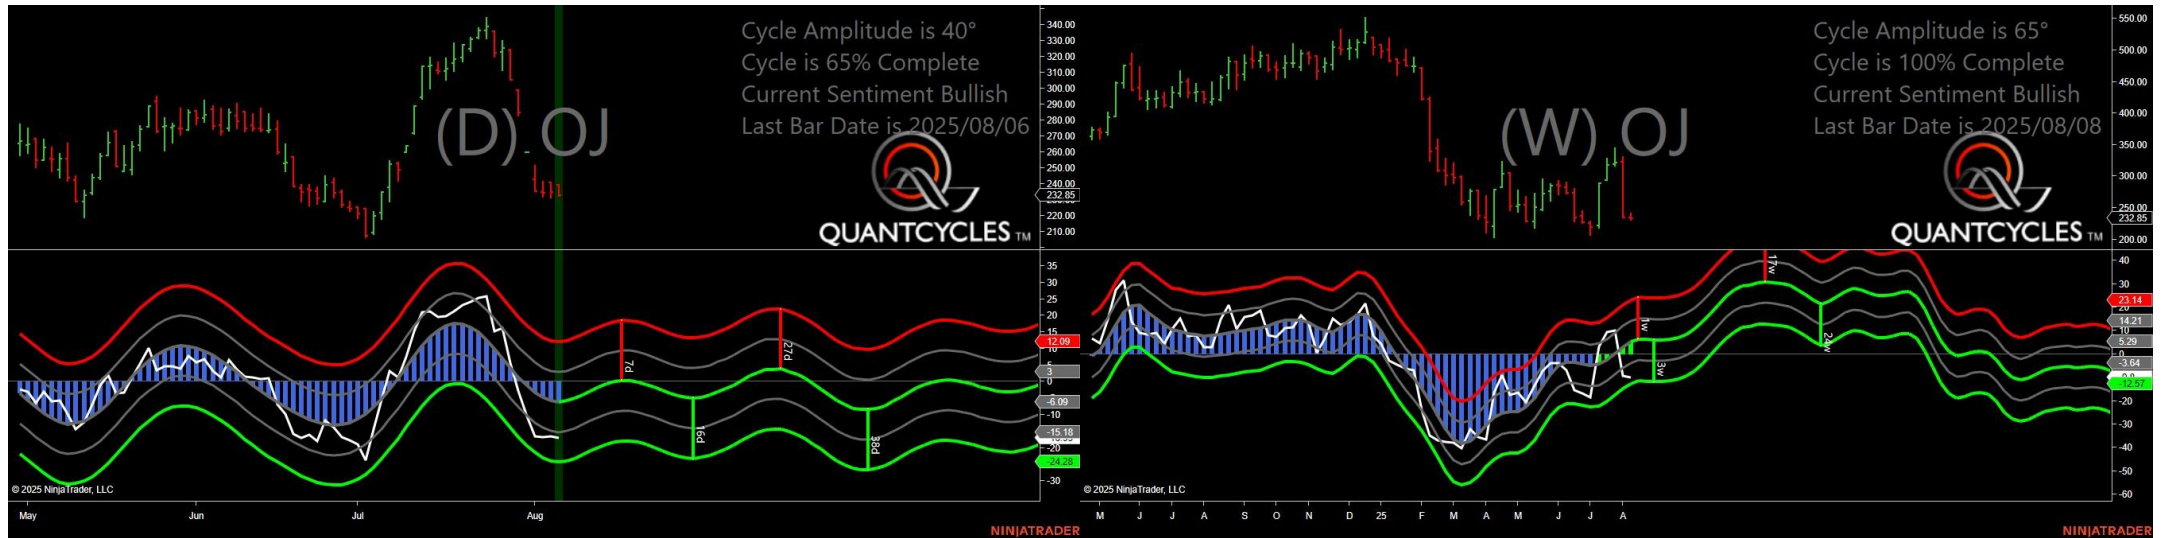 Cycle Amplitude is 40°
Cycle is 65% Complete
Current Sentiment Bullish
Last Bar Date is 2025/08/06
(D) OJ
QUANTCYCLES TM
340.00
330.00
320.00
310.00
300.00
290.00
280.00
270.00
260.00
250.00
240.00
232.85
220.00
210.00
35
30
25
20
15
12.09
10
3
0
-6.09
-10
-15.18
-20
-24.28
-30
7d
16d
27d
38d
© 2025 NinjaTrader, LLC
May
Jun
Jul
Aug
NINJATRADER
Cycle Amplitude is 65°
Cycle is 100% Complete
Current Sentiment Bullish
Last Bar Date is 2025/08/08
(W) OJ
QUANTCYCLES TM
550.00
500.00
450.00
400.00
350.00
300.00
250.00
232.85
200.00
40
30
23.14
14.21
10
5.29
0
-3.64
-12.57
-20
-30
-40
-50
-60
1w
3w
17w
24w
© 2025 NinjaTrader, LLC
M
J
J
A
S
O
N
D
25
F
M
A
M
J
J
A
NINJATRADER